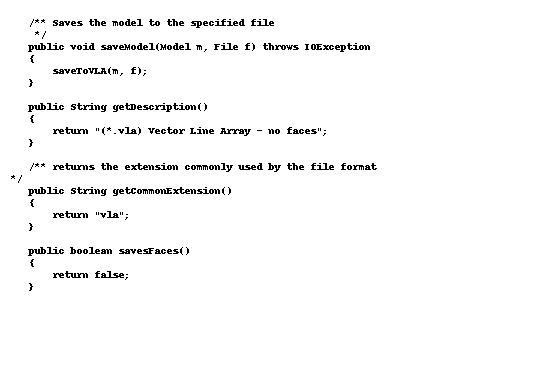 /** Saves the model to the specified file
*/
public void saveModel(Model m, File f) throws IOException
{
saveToVLA(m, f);
}
public String getDescription()
{
return "(*.vla) Vector Line Array - no faces";
}
/** returns the extension commonly used by the file format
*/
public String getCommonExtension()
{
return "vla";
}
public boolean savesFaces()
{
return false;
}